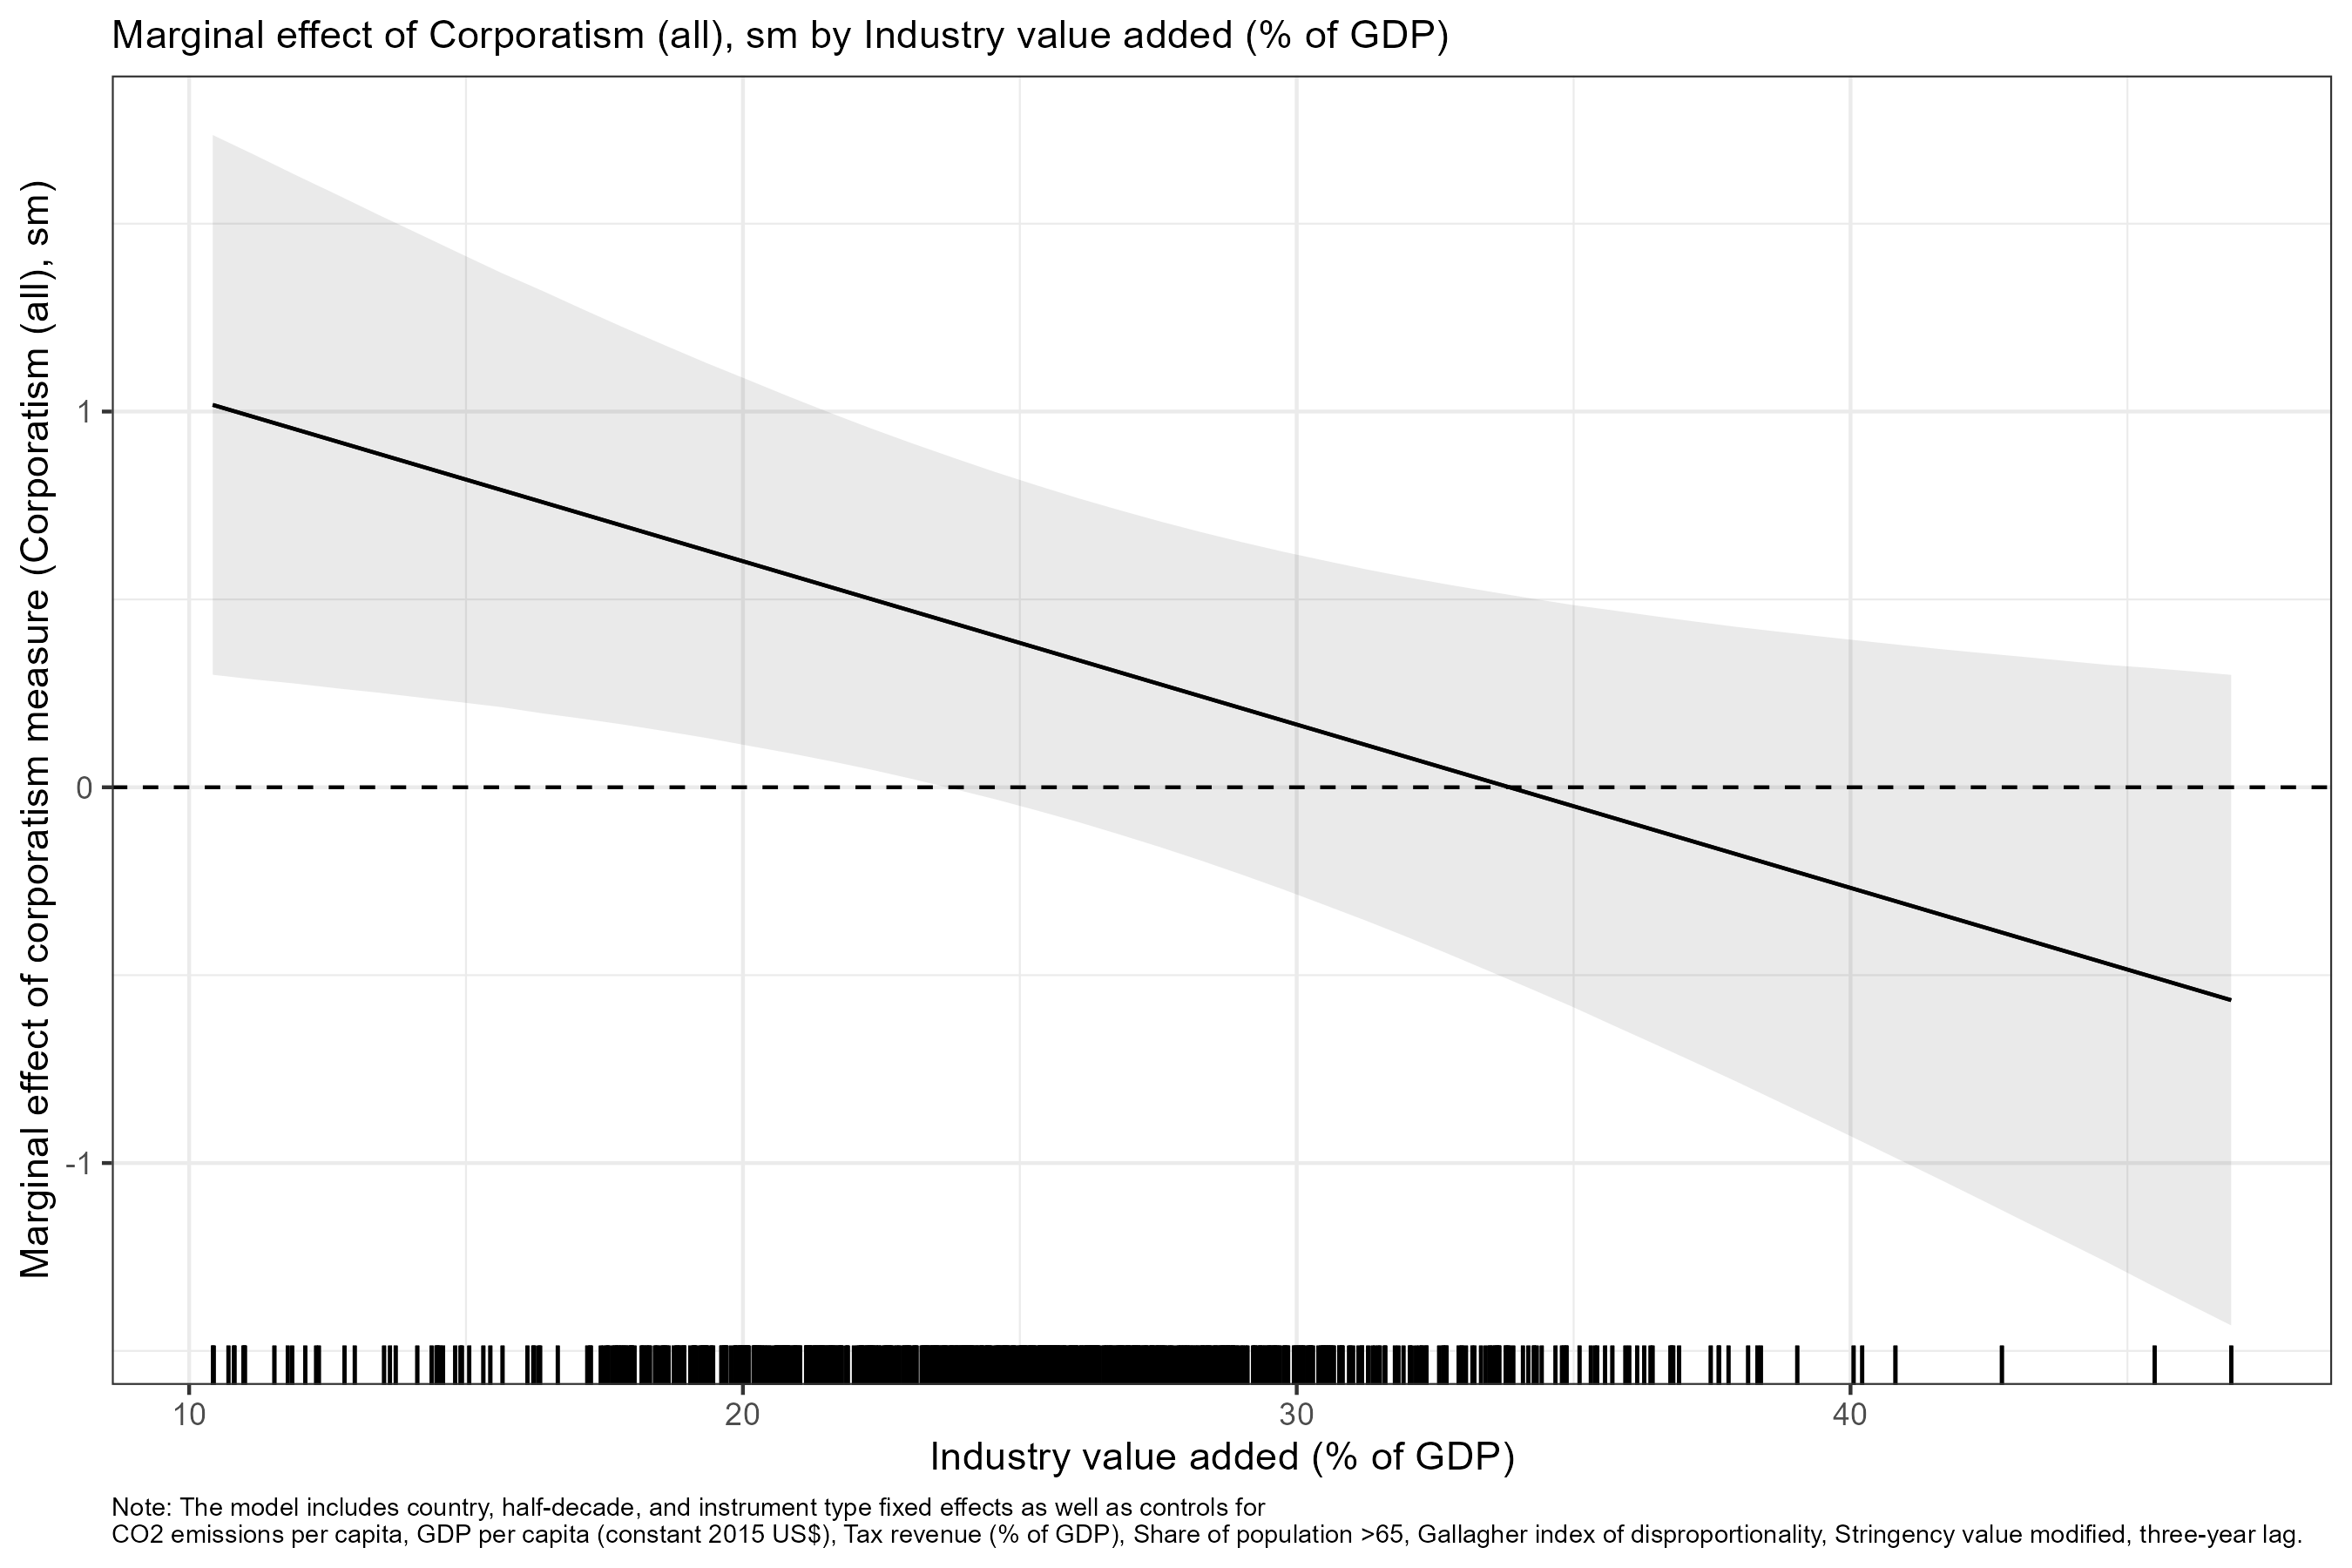 Marginal effect of Corporatism (all), sm by Industry value added (% of GDP)
Marginal effect of corporatism measure (Corporatism (all), sm)
1
0
-1
10
20
30
40
Industry value added (% of GDP)
Note: The model includes country, half-decade, and instrument type fixed effects as well as controls for
CO2 emissions per capita, GDP per capita (constant 2015 US$), Tax revenue (% of GDP), Share of population >65, Gallagher index of disproportionality, Stringency value modified, three-year lag.